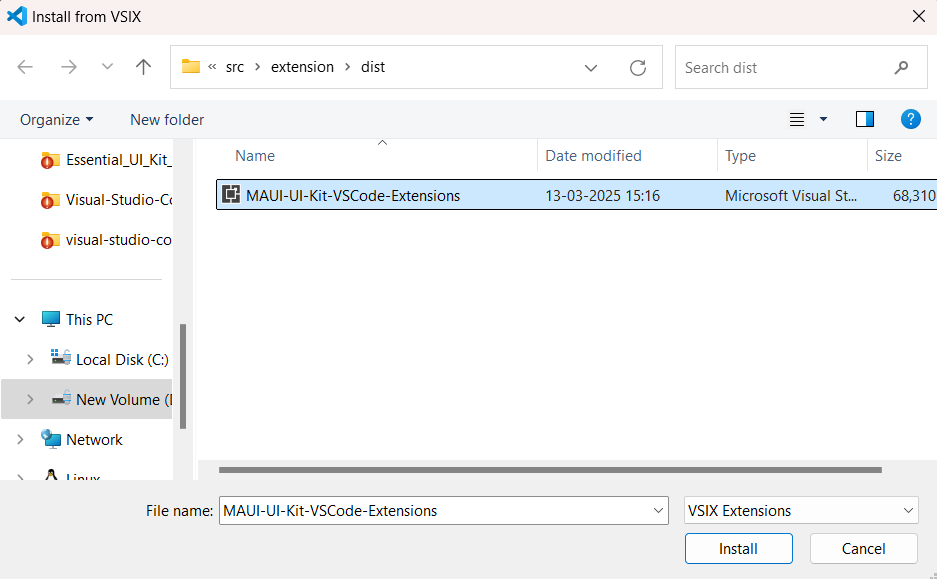 Install from VSIX
« src > extension > dist
Search dist
Organize
New folder
Name
Date modified
Type
Size
Essential_UI_Kit_
Visual-Studio-Co
visual-studio-co
MAUI-UI-Kit-VSCode-Extensions
13-03-2025 15:16
Microsoft Visual St...
68,310
This PC
Local Disk (C:)
New Volume (
Network
Linux
File name:
MAUI-UI-Kit-VSCode-Extensions
VSIX Extensions
Install
Cancel